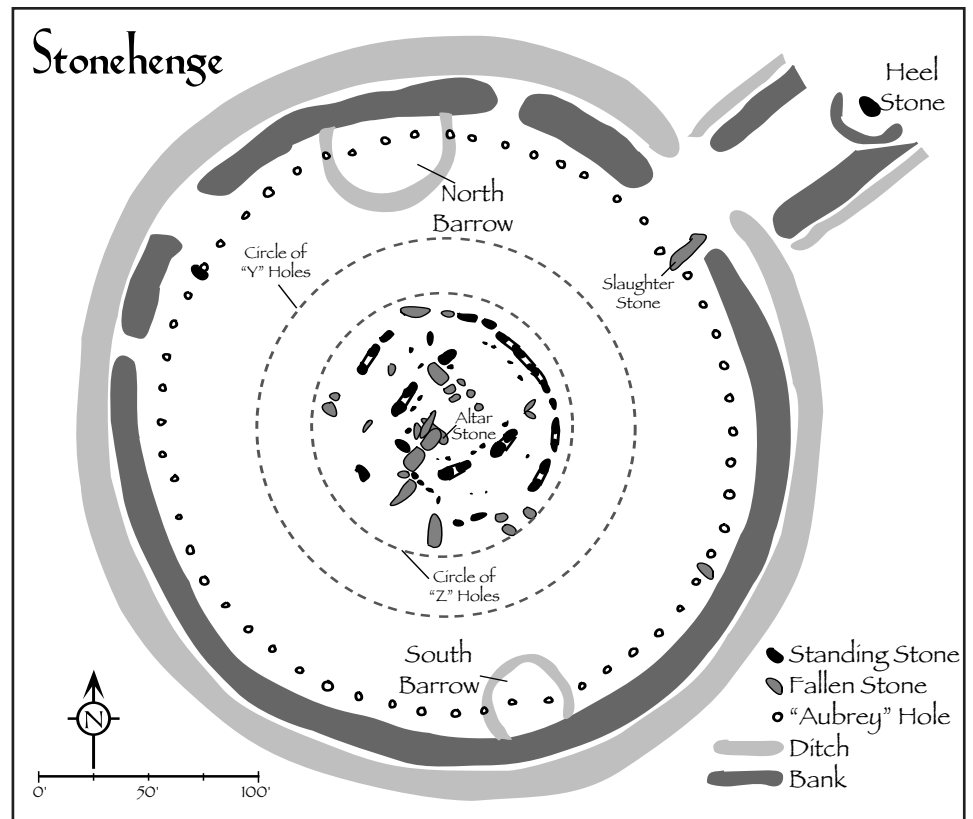 Stonehenge
Heel
Stone
North
Barrow
Circle of
"Y" Holes
Slaughter
Stone
Altar
Stone
Circle of
"Z" Holes
South
Barrow
Standing Stone
Fallen Stone
"Aubrey" Hole
Ditch
Bank
N
0' 50' 100'